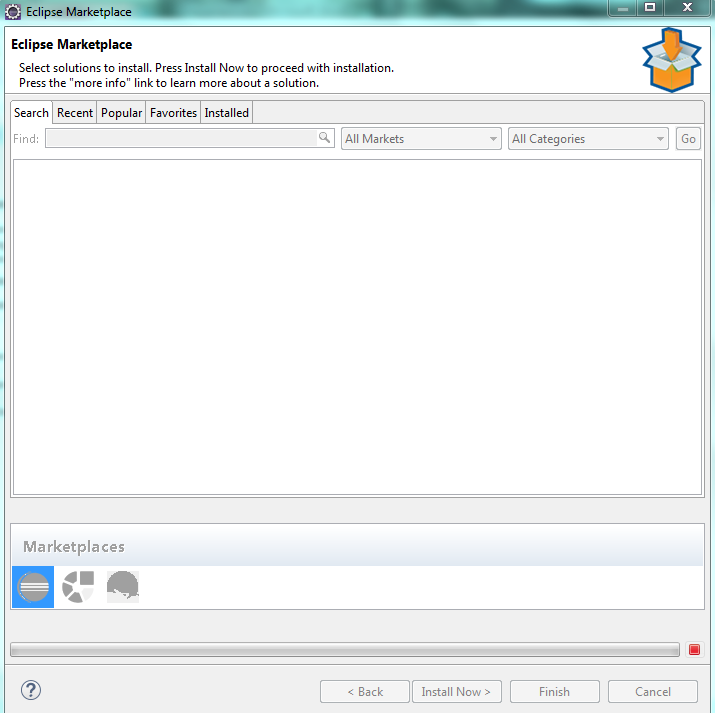 Eclipse Marketplace
Eclipse Marketplace
Select solutions to install. Press Install Now to proceed with installation.
Press the "more info" link to learn more about a solution.
Search Recent Popular Favorites Installed
Find: All Markets All Categories Go
Marketplaces
? < Back Install Now > Finish Cancel